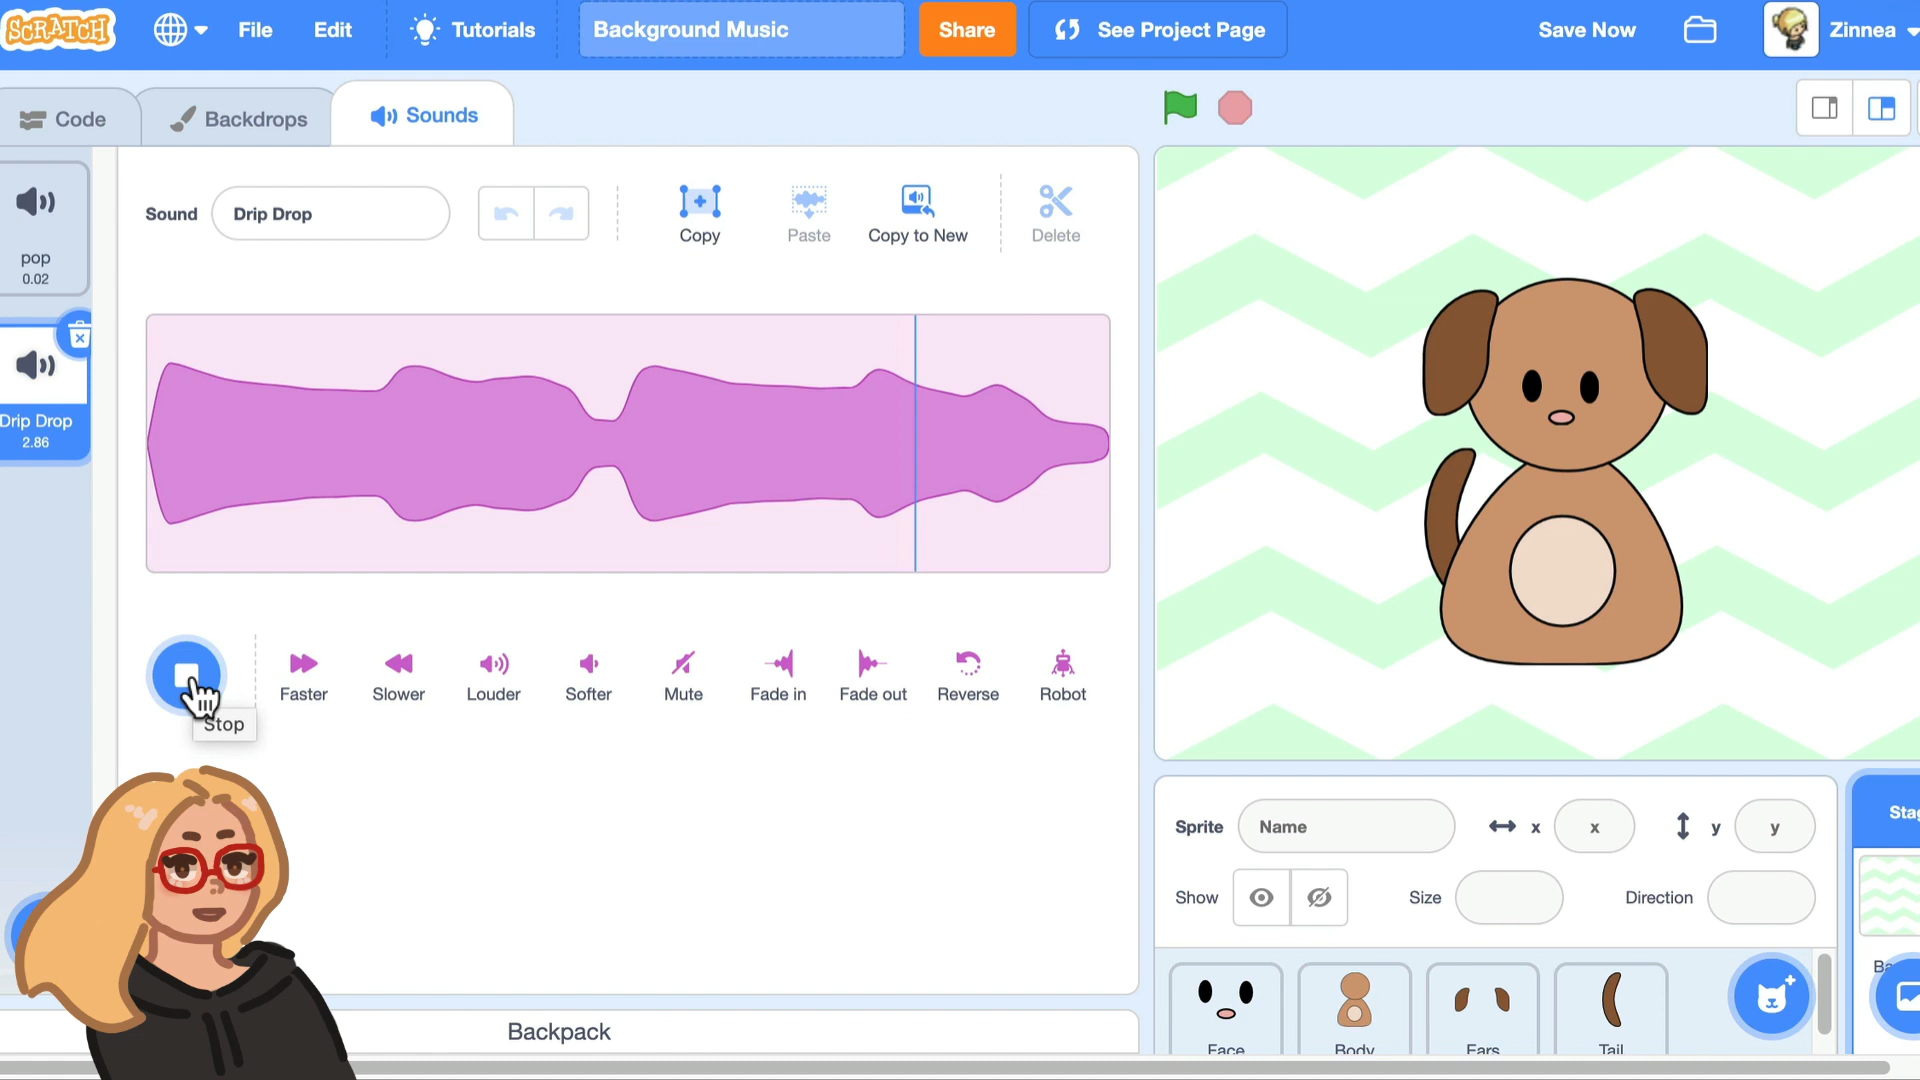 SCRATCH File Edit Tutorials Background Music Share See Project Page Save Now Zinnea
Code Backdrops Sounds
pop
0.02
Drip Drop
2.86
Sound Drip Drop Copy Paste Copy to New Delete
Faster Slower Louder Softer Mute Fade in Fade out Reverse Robot
Stop
Backpack
Sprite Name x x y y
Show Size Direction
Face Body Ears Tail
Stag
Ba